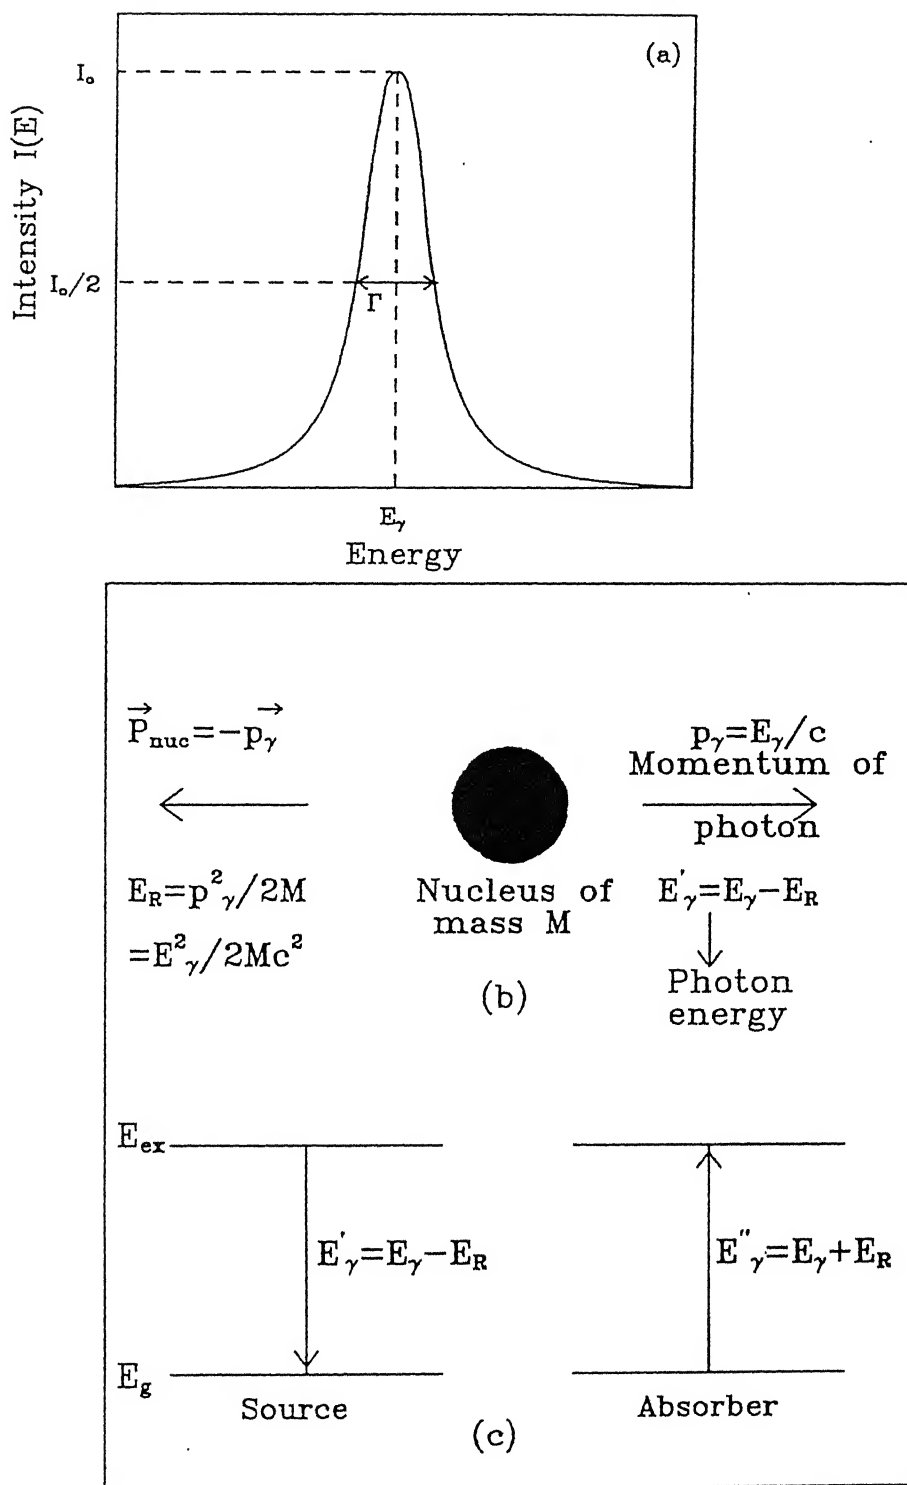 (a)
I₀
Intensity I(E)
I₀/2
Γ
E_γ
Energy
P⃗_nuc=−p⃗_γ
p_γ=E_γ/c
Momentum of
photon
E_R=p²_γ/2M
=E²_γ/2Mc²
Nucleus of
mass M
E'_γ=E_γ−E_R
Photon
energy
(b)
E_ex
E'_γ=E_γ−E_R
E''_γ=E_γ+E_R
E_g
Source
Absorber
(c)